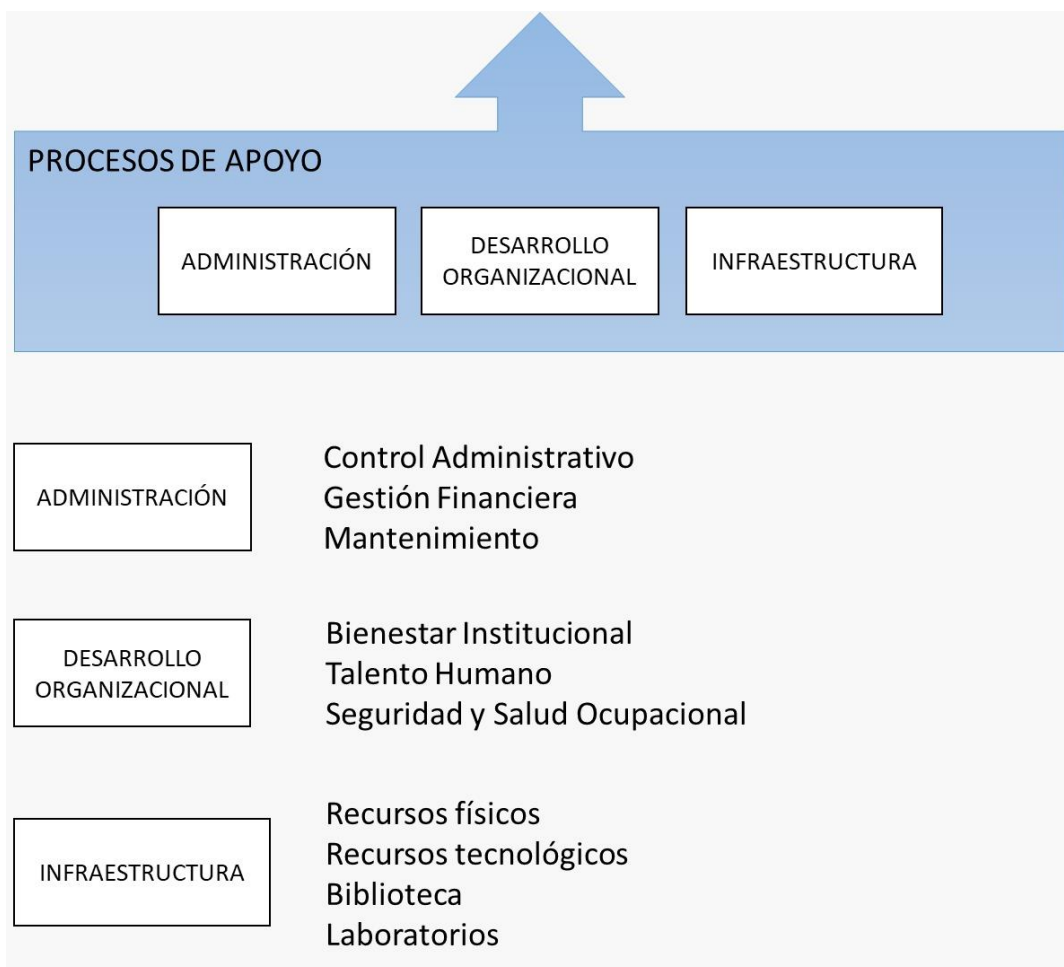 PROCESOS DE APOYO
ADMINISTRACIÓN
DESARROLLO
ORGANIZACIONAL
INFRAESTRUCTURA
ADMINISTRACIÓN
Control Administrativo
Gestión Financiera
Mantenimiento
DESARROLLO
ORGANIZACIONAL
Bienestar Institucional
Talento Humano
Seguridad y Salud Ocupacional
INFRAESTRUCTURA
Recursos físicos
Recursos tecnológicos
Biblioteca
Laboratorios